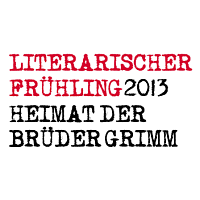 LITERARISCHER
FRÜHLING 2013
HEIMAT DER
BRÜDER GRIMM